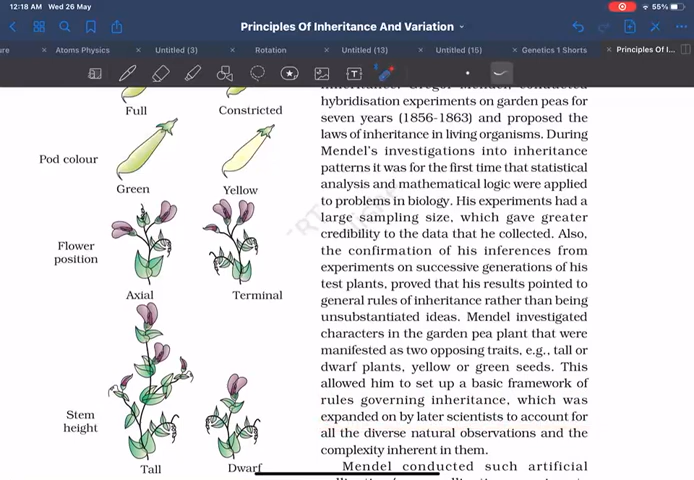 12:18 AM Wed 26 May
55%
Principles Of Inheritance And Variation
Atoms Physics
Untitled (3)
Rotation
Untitled (13)
Untitled (15)
Genetics 1 Shorts
Principles Of I...
Full
Constricted
Pod colour
Green
Yellow
Flower
position
Axial
Terminal
Stem
height
Tall
Dwarf
inheritance. Gregor Mendel, conducted
hybridisation experiments on garden peas for
seven years (1856-1863) and proposed the
laws of inheritance in living organisms. During
Mendel's investigations into inheritance
patterns it was for the first time that statistical
analysis and mathematical logic were applied
to problems in biology. His experiments had a
large sampling size, which gave greater
credibility to the data that he collected. Also,
the confirmation of his inferences from
experiments on successive generations of his
test plants, proved that his results pointed to
general rules of inheritance rather than being
unsubstantiated ideas. Mendel investigated
characters in the garden pea plant that were
manifested as two opposing traits, e.g., tall or
dwarf plants, yellow or green seeds. This
allowed him to set up a basic framework of
rules governing inheritance, which was
expanded on by later scientists to account for
all the diverse natural observations and the
complexity inherent in them.
Mendel conducted such artificial